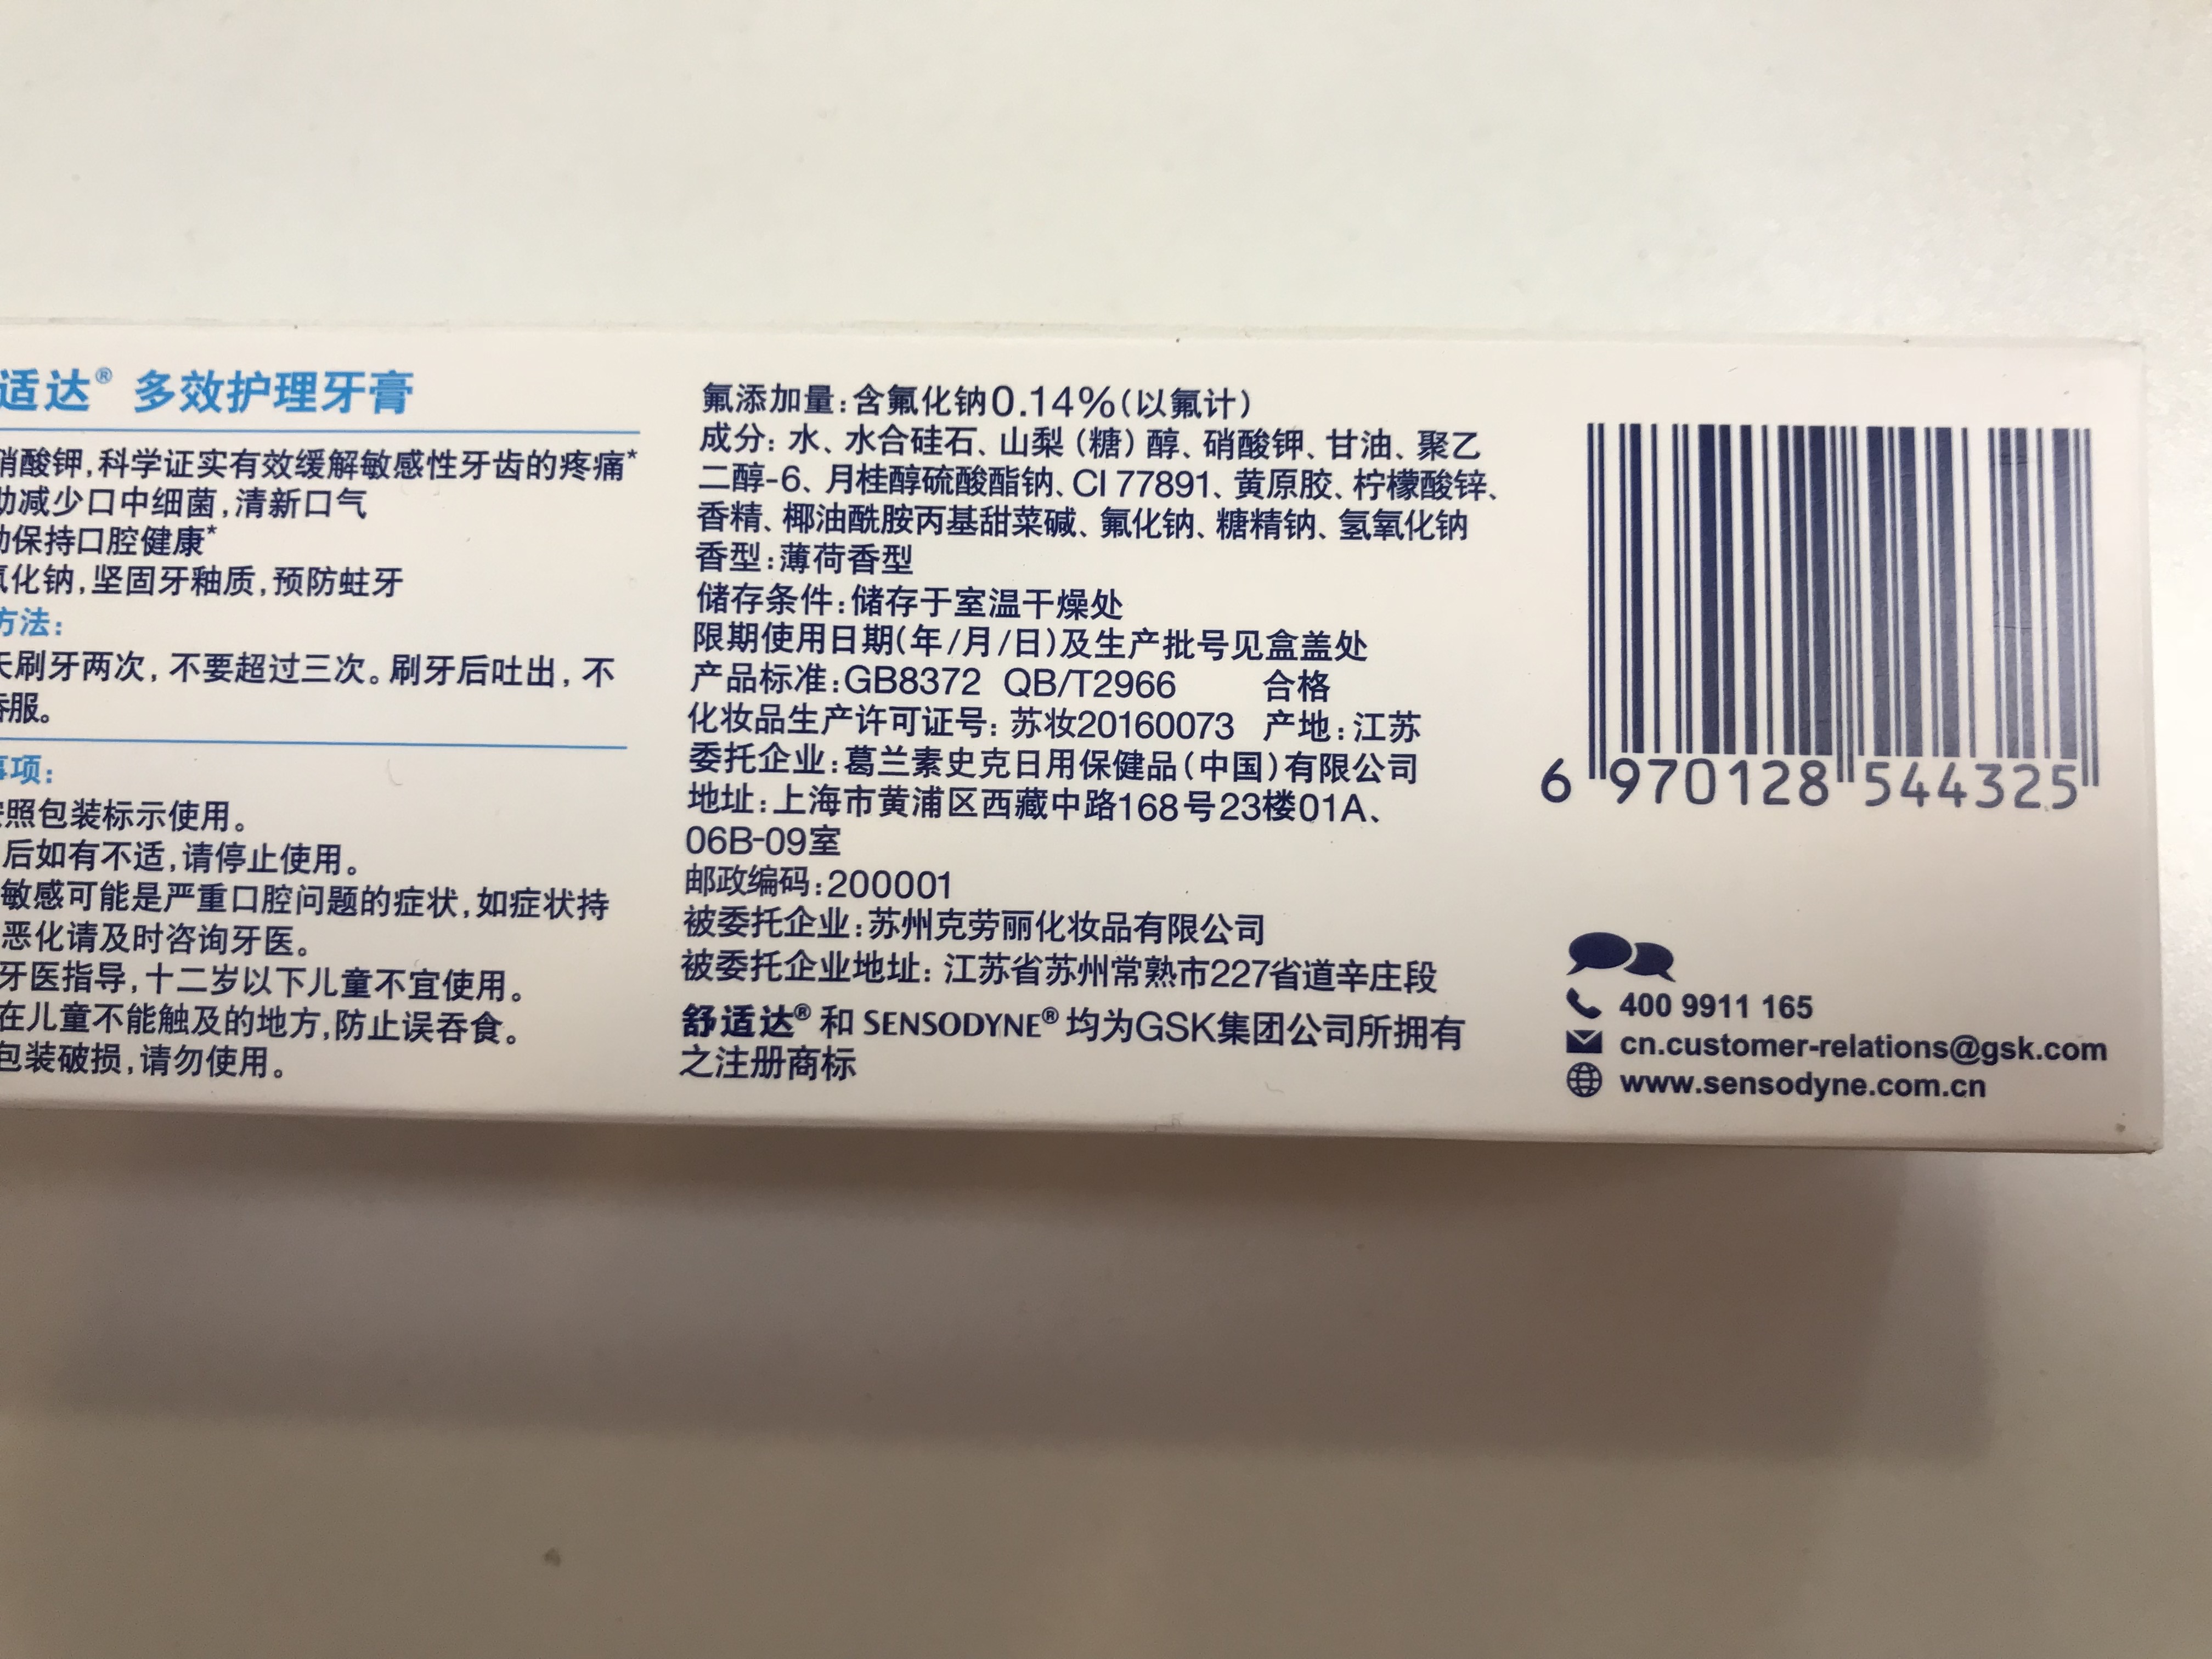 适达® 多效护理牙膏
硝酸钾,科学证实有效缓解敏感性牙齿的疼痛*
助减少口中细菌,清新口气
助保持口腔健康*
氟化钠,坚固牙釉质,预防蛀牙
方法:
天刷牙两次,不要超过三次。刷牙后吐出,不
吞服。
事项:
按照包装标示使用。
后如有不适,请停止使用。
敏感可能是严重口腔问题的症状,如症状持
恶化请及时咨询牙医。
牙医指导,十二岁以下儿童不宜使用。
在儿童不能触及的地方,防止误吞食。
包装破损,请勿使用。
氟添加量:含氟化钠0.14%(以氟计)
成分:水、水合硅石、山梨(糖)醇、硝酸钾、甘油、聚乙
二醇-6、月桂醇硫酸酯钠、CI 77891、黄原胶、柠檬酸锌、
香精、椰油酰胺丙基甜菜碱、氟化钠、糖精钠、氢氧化钠
香型:薄荷香型
储存条件:储存于室温干燥处
限期使用日期(年/月/日)及生产批号见盒盖处
产品标准:GB8372 QB/T2966 合格
化妆品生产许可证号:苏妆20160073 产地:江苏
委托企业:葛兰素史克日用保健品(中国)有限公司
地址:上海市黄浦区西藏中路168号23楼01A、
06B-09室
邮政编码:200001
被委托企业:苏州克劳丽化妆品有限公司
被委托企业地址:江苏省苏州常熟市227省道辛庄段
舒适达®和 SENSODYNE®均为GSK集团公司所拥有
之注册商标
6 970128 544325
400 9911 165
cn.customer-relations@gsk.com
www.sensodyne.com.cn